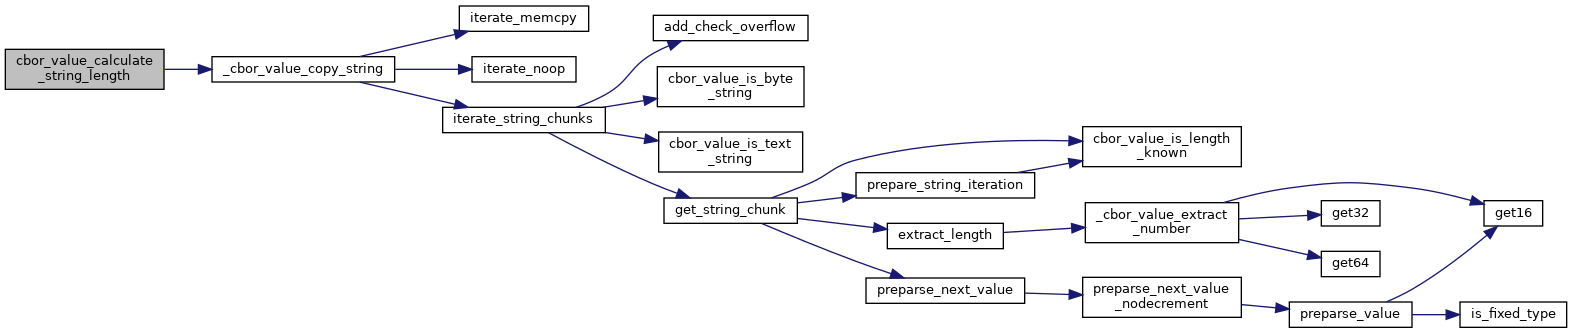 cbor_value_calculate
_string_length
_cbor_value_copy_string
iterate_memcpy
iterate_noop
iterate_string_chunks
add_check_overflow
cbor_value_is_byte
_string
cbor_value_is_text
_string
get_string_chunk
cbor_value_is_length
_known
prepare_string_iteration
extract_length
_cbor_value_extract
_number
get16
get32
get64
preparse_next_value
preparse_next_value
_nodecrement
preparse_value
is_fixed_type